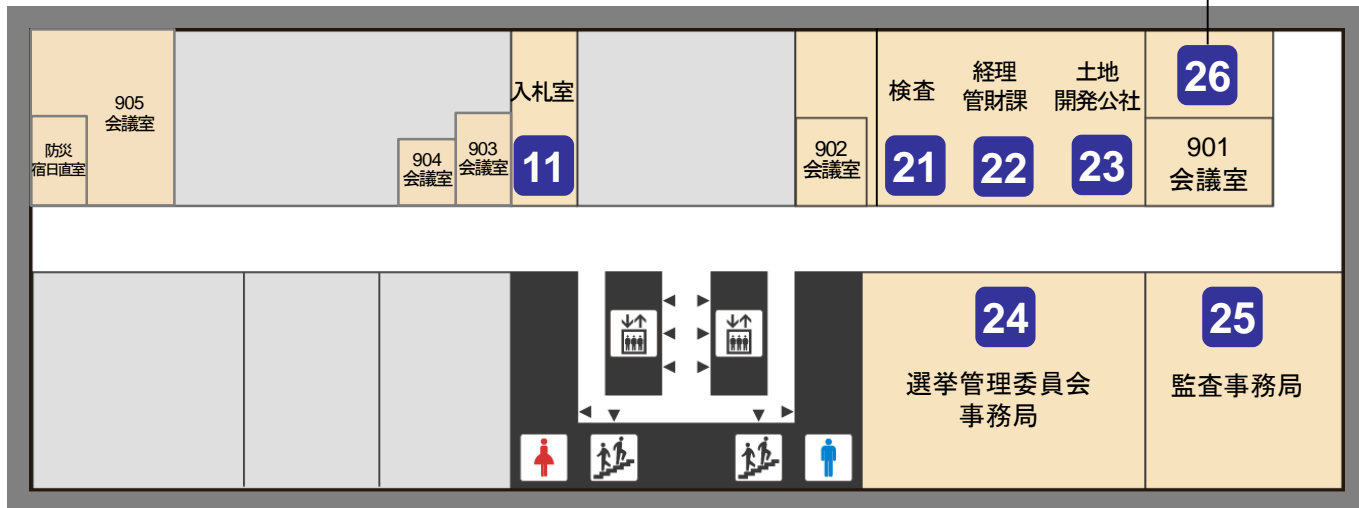 905
会議室
防災
宿日直室
904
会議室
903
会議室
入札室
11
902
会議室
検査
21
経理
管財課
22
土地
開発公社
23
26
901
会議室
24
選挙管理委員会
事務局
25
監査事務局